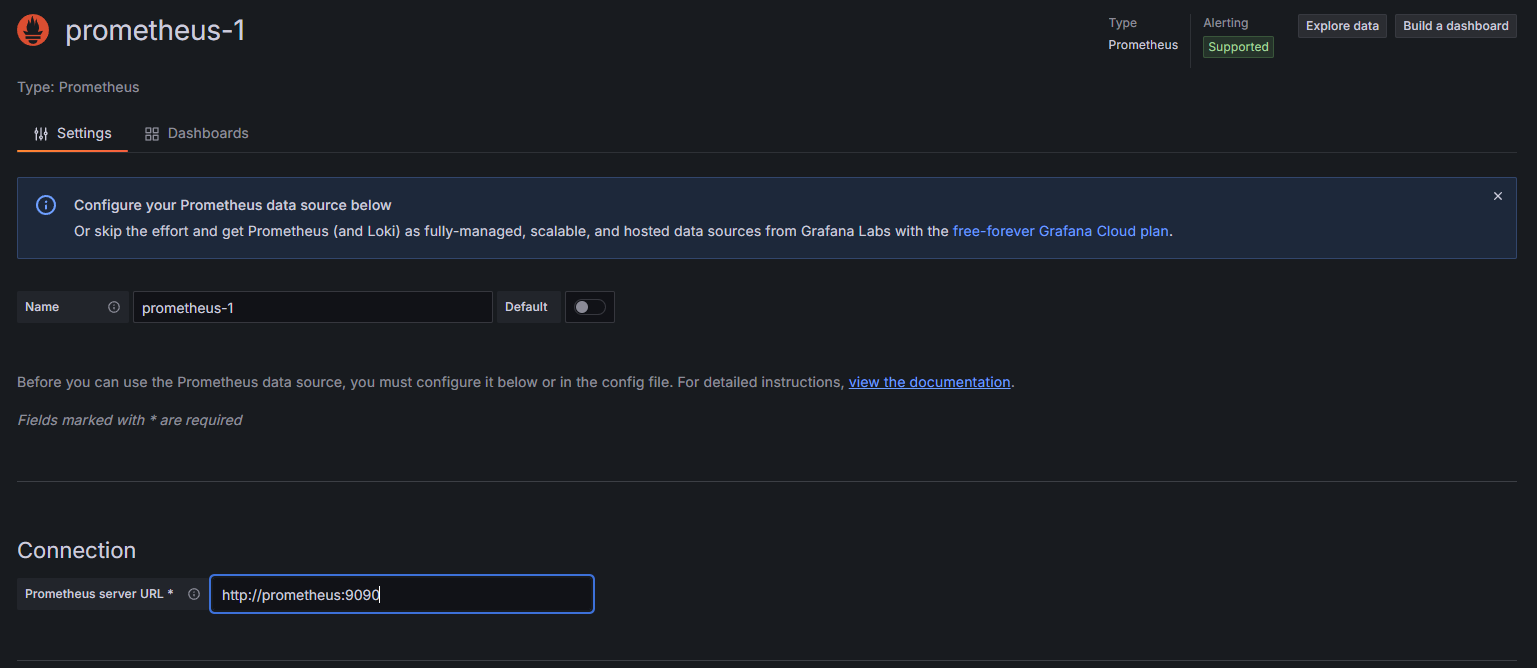 prometheus-1
Type
Prometheus
Alerting
Supported
Explore data
Build a dashboard
Type: Prometheus
Settings
Dashboards
Configure your Prometheus data source below
Or skip the effort and get Prometheus (and Loki) as fully-managed, scalable, and hosted data sources from Grafana Labs with the free-forever Grafana Cloud plan.
Name
prometheus-1
Default
Before you can use the Prometheus data source, you must configure it below or in the config file. For detailed instructions, view the documentation.
Fields marked with * are required
Connection
Prometheus server URL *
http://prometheus:9090